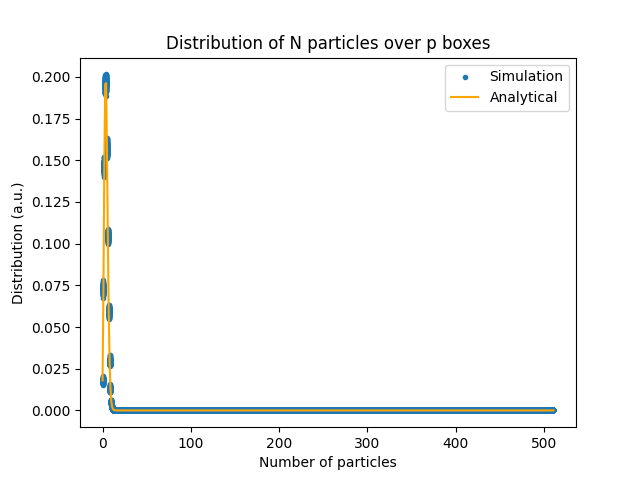 Distribution of N particles over p boxes
Simulation
Analytical
Distribution (a.u.)
0.200
0.175
0.150
0.125
0.100
0.075
0.050
0.025
0.000
0 100 200 300 400 500
Number of particles